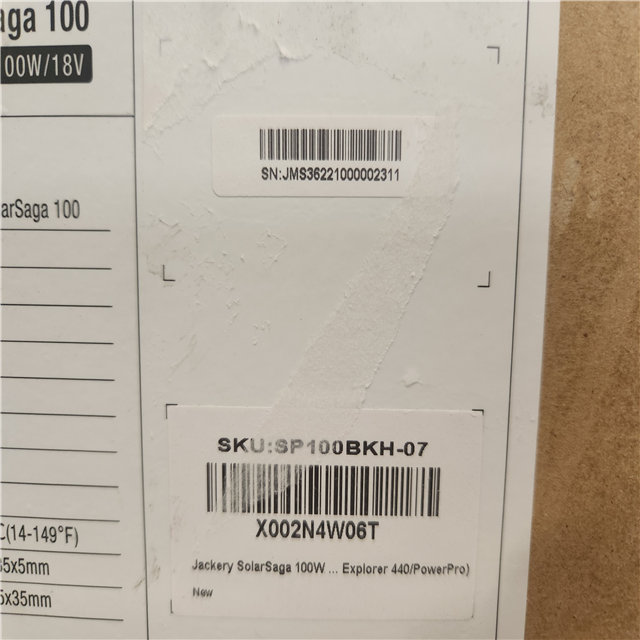 aga 100
00W/18V
SN:JMS36221000002311
arSaga 100
SKU:SP100BKH-07
X002N4W06T
C(14-149°F)
Jackery SolarSaga 100W ... Explorer 440/PowerPro)
5x5mm
New
5x35mm